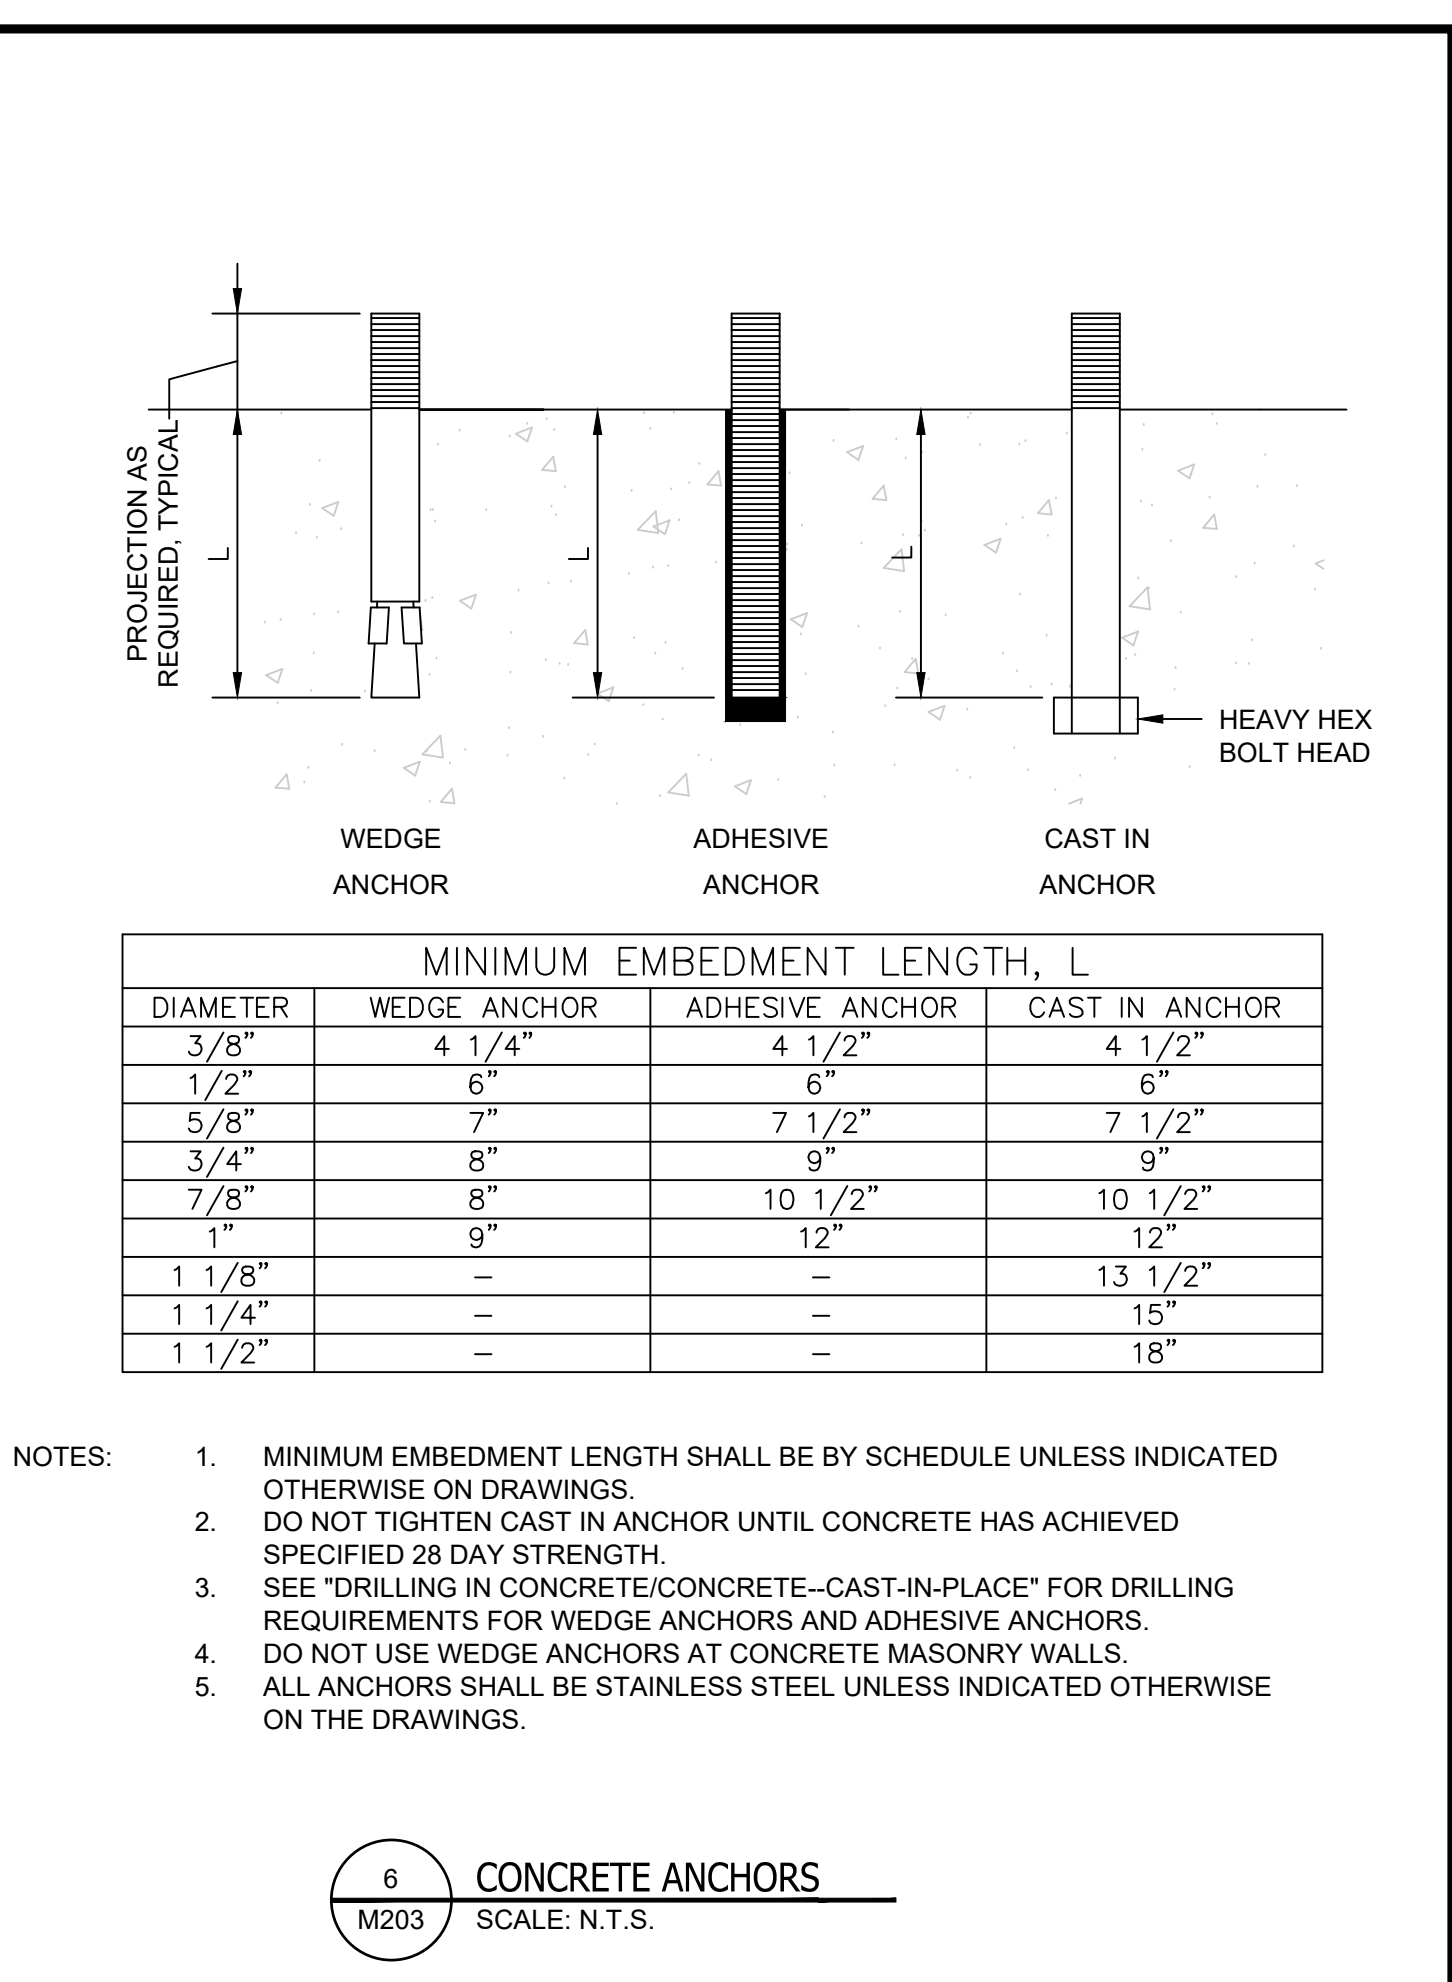 PROJECTION AS
REQUIRED, TYPICAL
L
L
L
HEAVY HEX
BOLT HEAD
WEDGE
ANCHOR
ADHESIVE
ANCHOR
CAST IN
ANCHOR
MINIMUM EMBEDMENT LENGTH, L
DIAMETER WEDGE ANCHOR ADHESIVE ANCHOR CAST IN ANCHOR
3/8” 4 1/4” 4 1/2” 4 1/2”
1/2” 6” 6” 6”
5/8” 7” 7 1/2” 7 1/2”
3/4” 8” 9” 9”
7/8” 8” 10 1/2” 10 1/2”
1” 9” 12” 12”
1 1/8” – – 13 1/2”
1 1/4” – – 15”
1 1/2” – – 18”
NOTES: 1. MINIMUM EMBEDMENT LENGTH SHALL BE BY SCHEDULE UNLESS INDICATED
OTHERWISE ON DRAWINGS.
2. DO NOT TIGHTEN CAST IN ANCHOR UNTIL CONCRETE HAS ACHIEVED
SPECIFIED 28 DAY STRENGTH.
3. SEE "DRILLING IN CONCRETE/CONCRETE--CAST-IN-PLACE" FOR DRILLING
REQUIREMENTS FOR WEDGE ANCHORS AND ADHESIVE ANCHORS.
4. DO NOT USE WEDGE ANCHORS AT CONCRETE MASONRY WALLS.
5. ALL ANCHORS SHALL BE STAINLESS STEEL UNLESS INDICATED OTHERWISE
ON THE DRAWINGS.
6 CONCRETE ANCHORS
M203 SCALE: N.T.S.